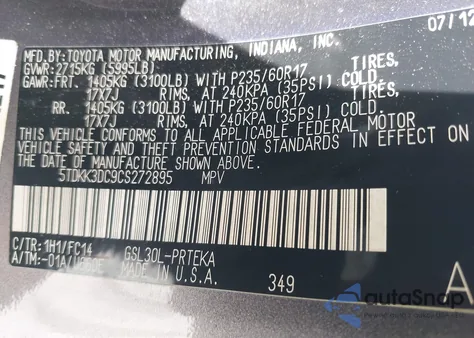 07/12
MFD.BY:TOYOTA MOTOR MANUFACTURING, INDIANA, INC.
GVWR:2715KG (5995LB)
GAWR:FRT. 1405KG (3100LB) WITH P235/60R17 TIRES,
17X7J RIMS, AT 240KPA (35PSI) COLD.
RR. 1405KG (3100LB) WITH P235/60R17 TIRES,
17X7J RIMS, AT 240KPA (35PSI) COLD.
THIS VEHICLE CONFORMS TO ALL APPLICABLE FEDERAL MOTOR
VEHICLE SAFETY AND THEFT PREVENTION STANDARDS IN EFFECT
ON THE DATE OF MANUFACTURE SHOWN ABOVE.
5TDKK3DC9CS272895 MPV
C/TR:1H1/FC14 GSL30L-PRTEKA
A/TM:-01A/ MADE IN U.S.A. 349
A
autoSnap